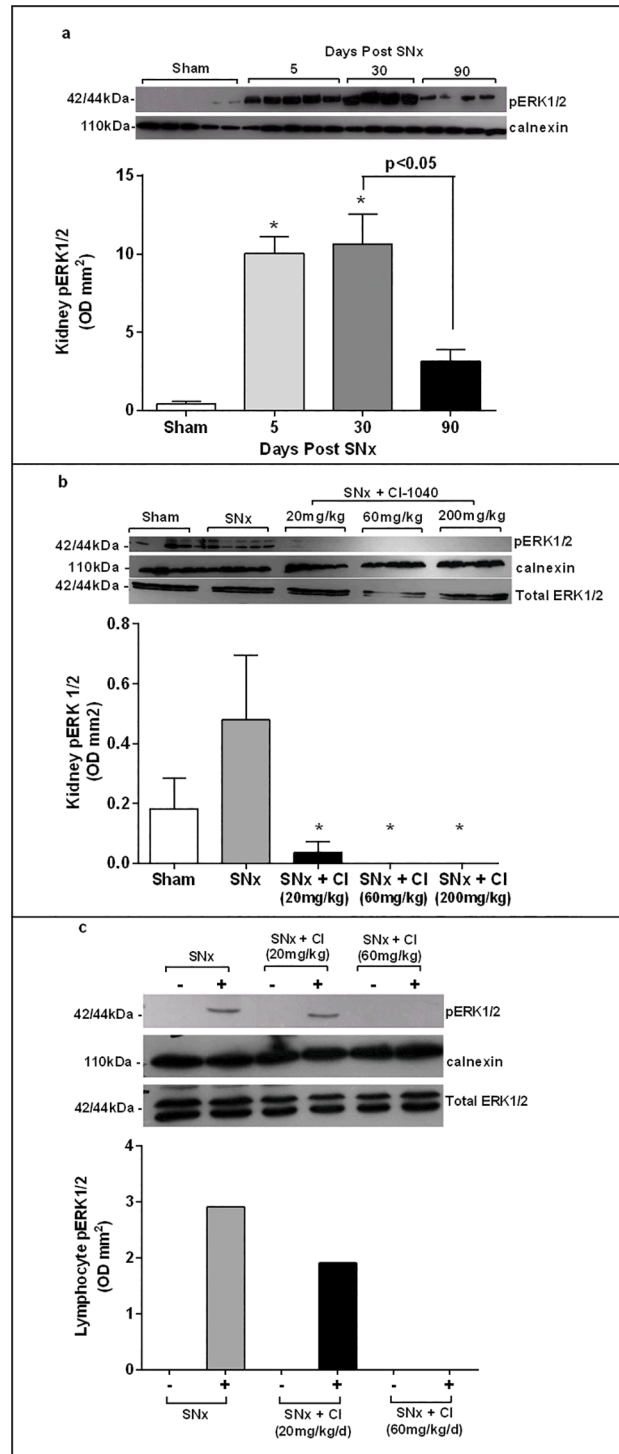 a
Days Post SNx
Sham 5 30 90
42/44kDa pERK1/2
110kDa calnexin
p<0.05
15
* *
10
5
0
Kidney pERK1/2
(OD mm²)
Sham 5 30 90
Days Post SNx
b
SNx + CI-1040
Sham SNx 20mg/kg 60mg/kg 200mg/kg
42/44kDa pERK1/2
110kDa calnexin
42/44kDa Total ERK1/2
0.8
0.6
0.4
0.2
0.0
Kidney pERK 1/2
(OD mm2)
* * *
Sham SNx SNx + CI SNx + CI SNx + CI
(20mg/kg) (60mg/kg) (200mg/kg)
c
SNx SNx + CI SNx + CI
(20mg/kg) (60mg/kg)
- + - + - +
42/44kDa pERK1/2
110kDa calnexin
42/44kDa Total ERK1/2
4
3
2
1
0
Lymphocyte pERK1/2
(OD mm²)
- + - + - +
SNx SNx + CI SNx + CI
(20mg/kg/d) (60mg/kg/d)